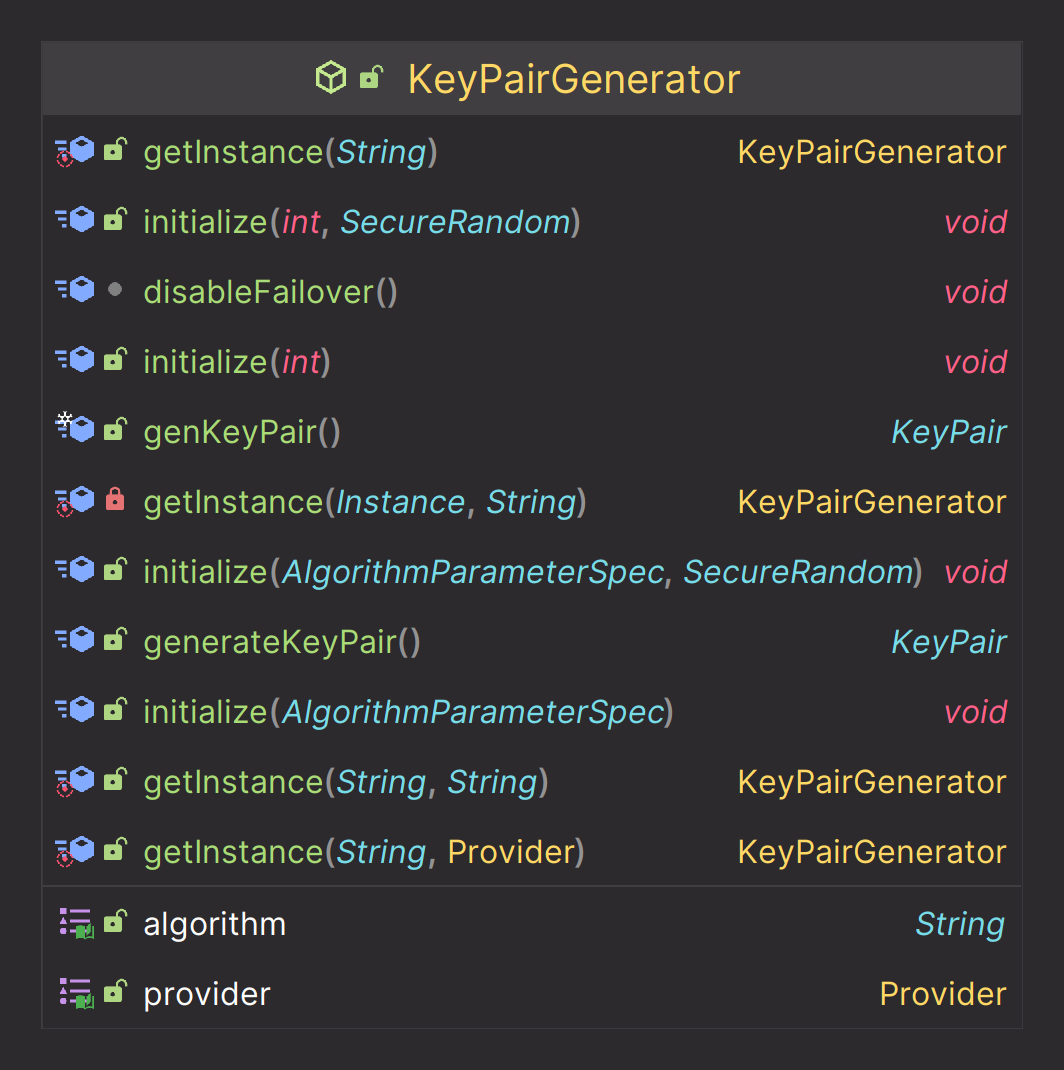 KeyPairGenerator
getInstance(String) KeyPairGenerator
initialize(int, SecureRandom) void
disableFailover() void
initialize(int) void
genKeyPair() KeyPair
getInstance(Instance, String) KeyPairGenerator
initialize(AlgorithmParameterSpec, SecureRandom) void
generateKeyPair() KeyPair
initialize(AlgorithmParameterSpec) void
getInstance(String, String) KeyPairGenerator
getInstance(String, Provider) KeyPairGenerator
algorithm String
provider Provider